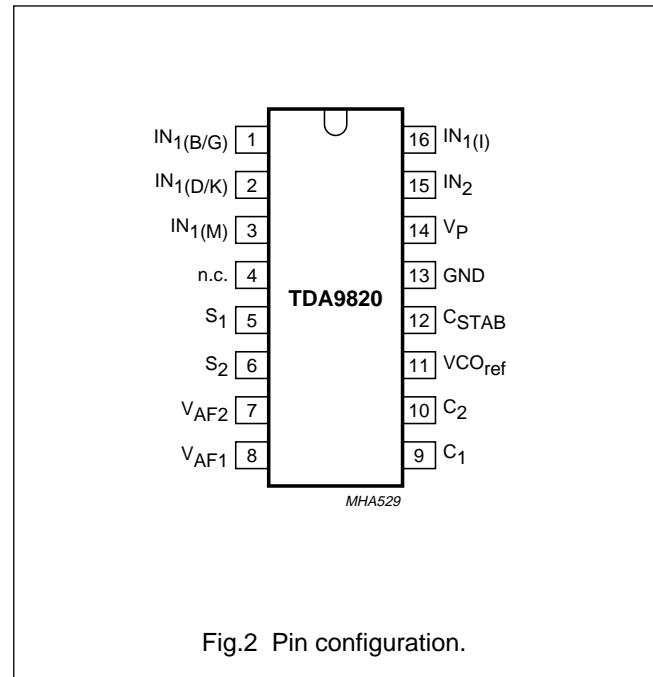 IN1(B/G) 1 16 IN1(I)
IN1(D/K) 2 15 IN2
IN1(M) 3 14 VP
n.c. 4 13 GND
TDA9820
S1 5 12 CSTAB
S2 6 11 VCOref
VAF2 7 10 C2
VAF1 8 9 C1
MHA529
Fig.2 Pin configuration.